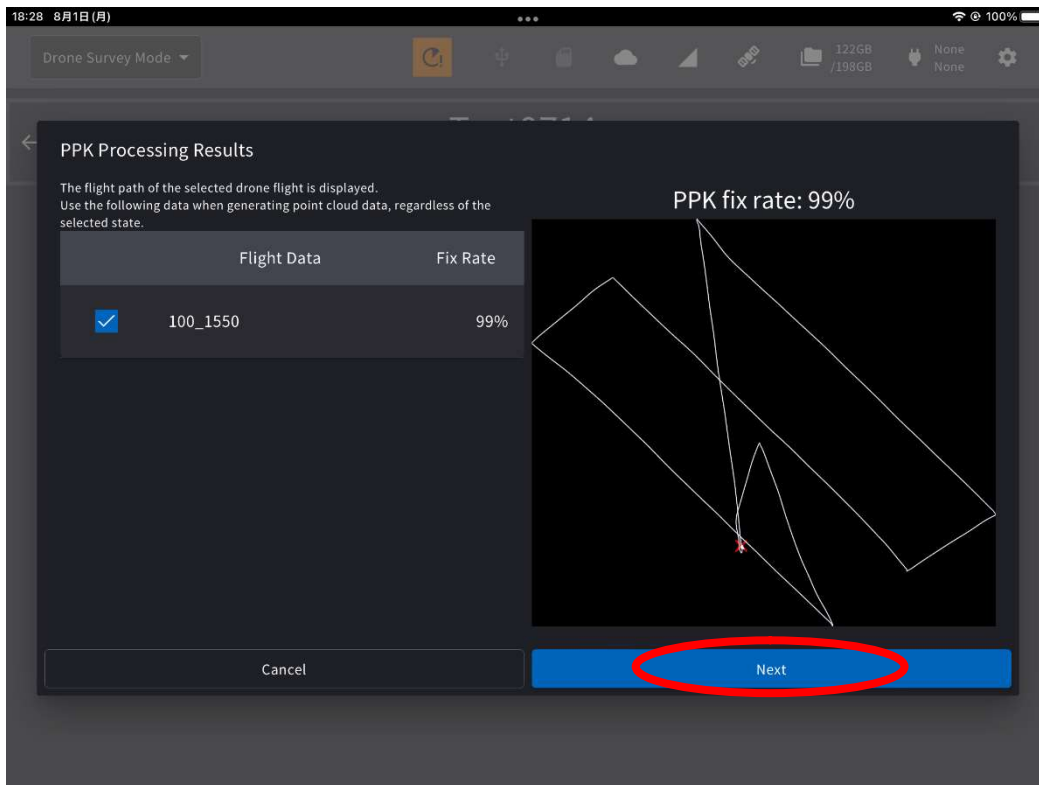 18:28 8月1日(月)
100%
Drone Survey Mode
122GB
/198GB
None
None
PPK Processing Results
The flight path of the selected drone flight is displayed.
Use the following data when generating point cloud data, regardless of the
selected state.
PPK fix rate: 99%
Flight Data Fix Rate
100_1550 99%
Cancel
Next